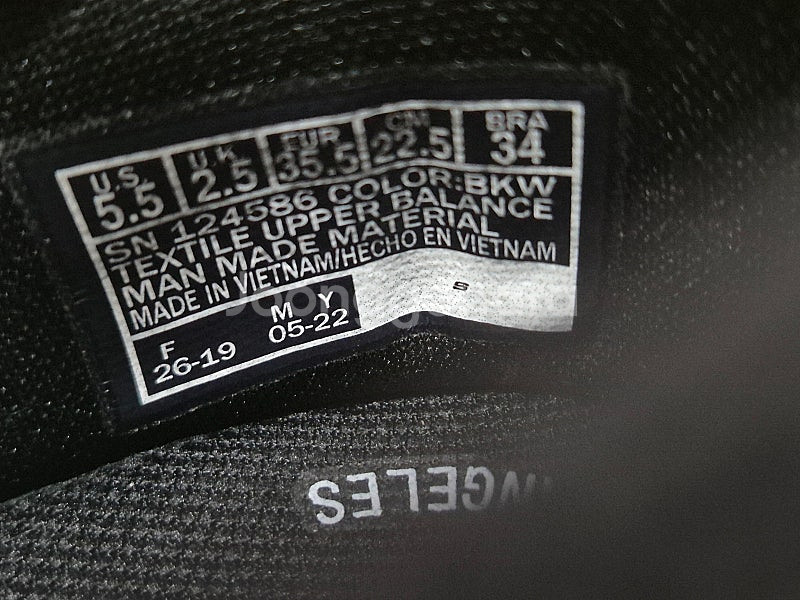 U.S. U.K. EUR CM BRA
5.5 2.5 35.5 22.5 34
SN 124586 COLOR:BKW
TEXTILE UPPER BALANCE
MAN MADE MATERIAL
MADE IN VIETNAM/HECHO EN VIETNAM
S
F M Y
26-19 05-22
NGELES